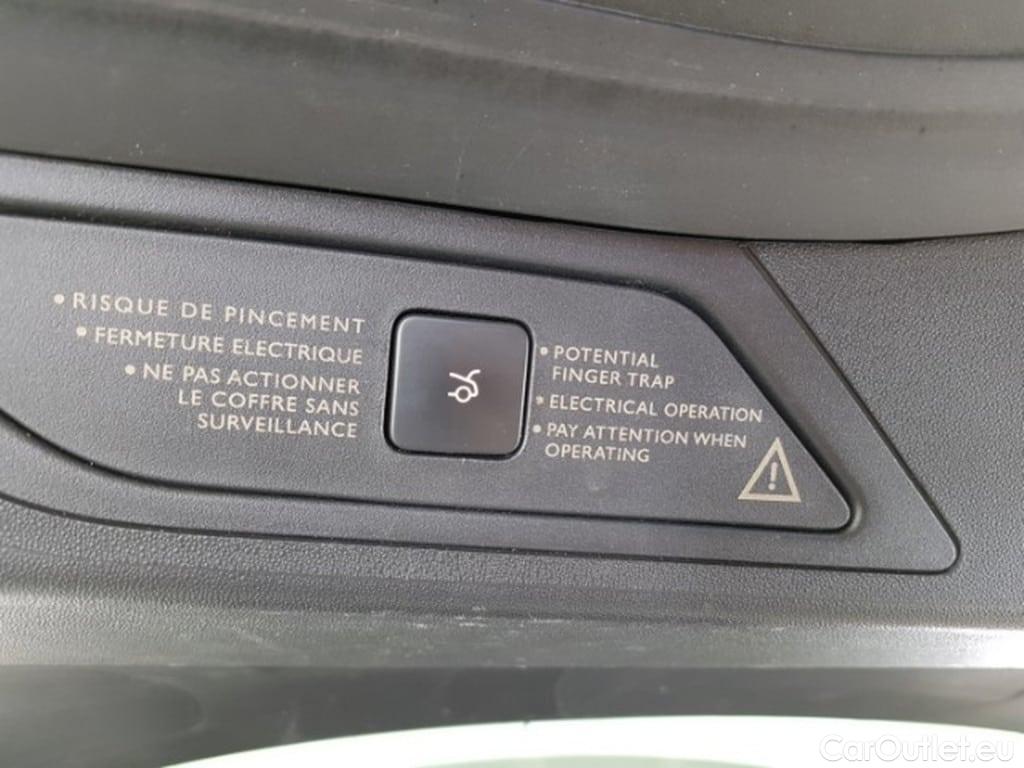 • RISQUE DE PINCEMENT
• FERMETURE ELECTRIQUE
• NE PAS ACTIONNER
LE COFFRE SANS
SURVEILLANCE
• POTENTIAL
FINGER TRAP
• ELECTRICAL OPERATION
• PAY ATTENTION WHEN
OPERATING
!
CarOutlet.eu